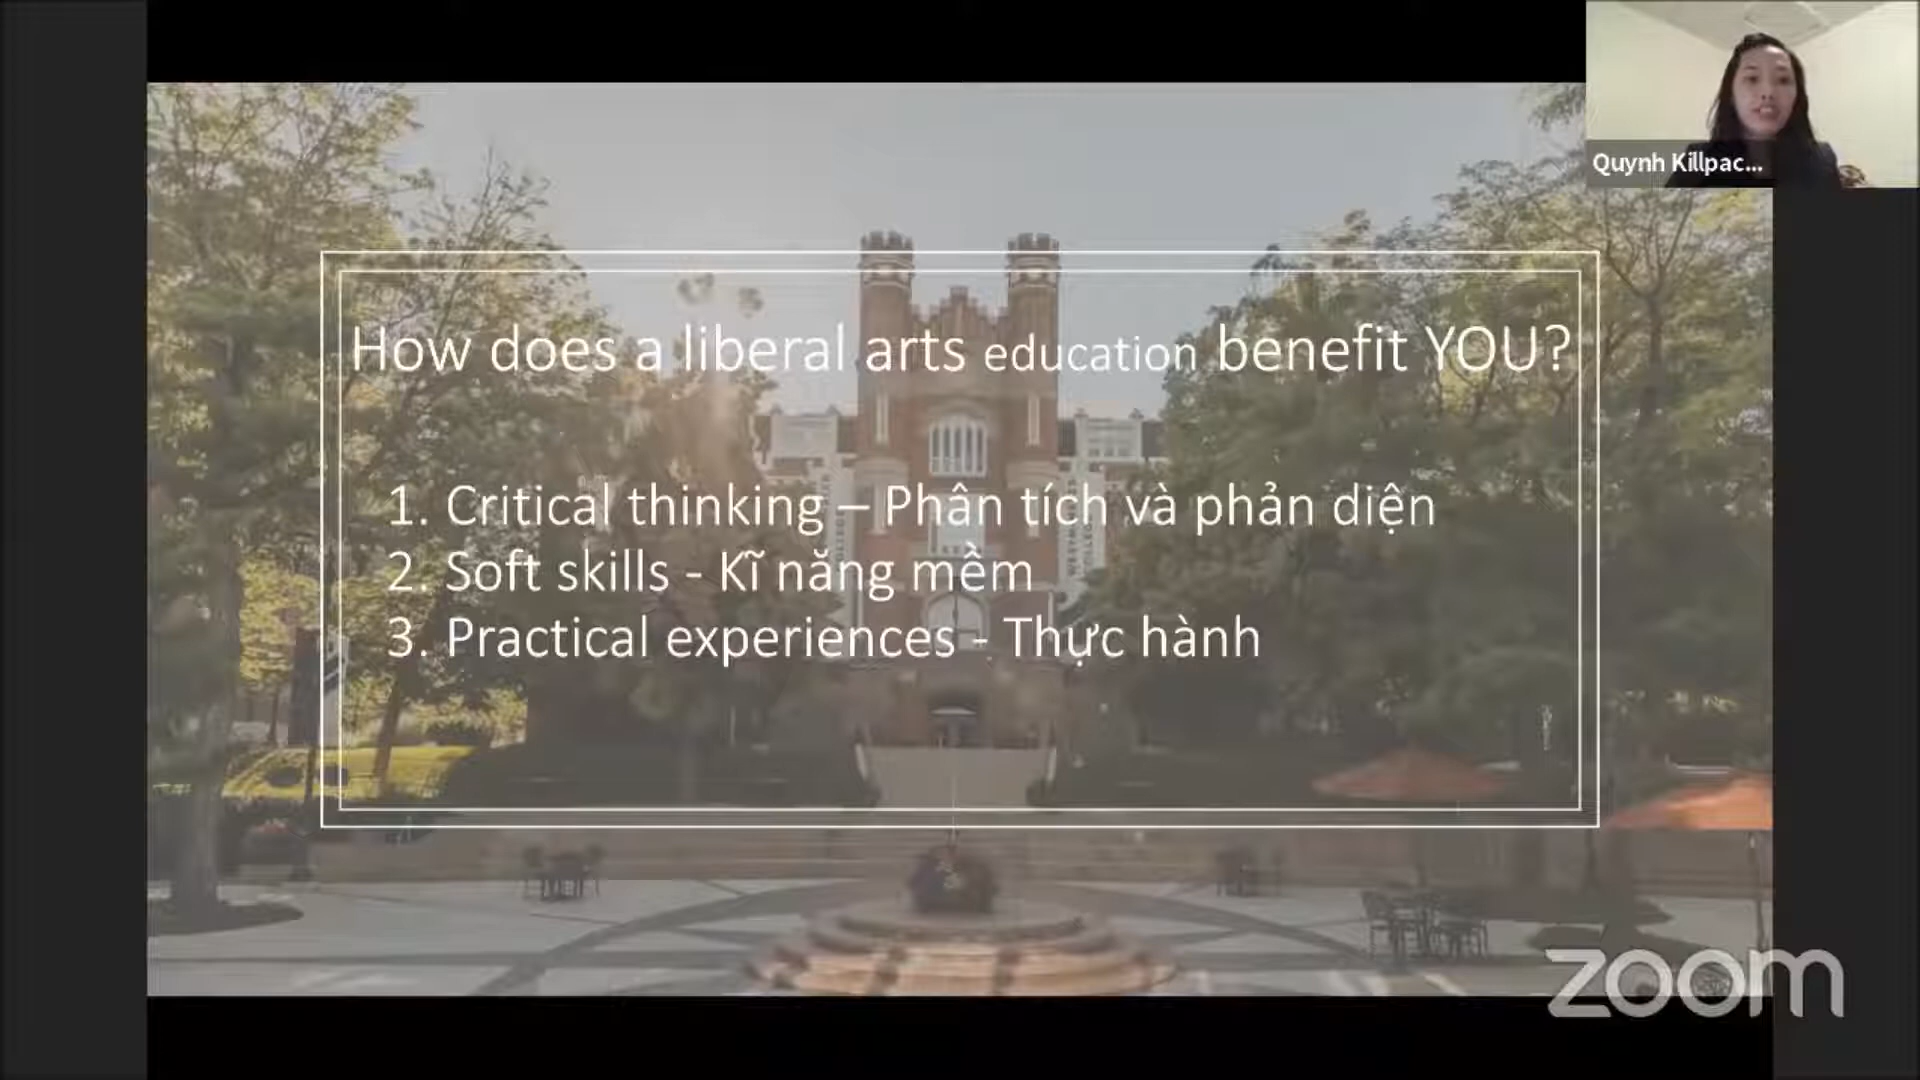 Quynh Killpac...
How does a liberal arts education benefit YOU?
1. Critical thinking – Phân tích và phản diện
2. Soft skills - Kĩ năng mềm
3. Practical experiences - Thực hành
zoom